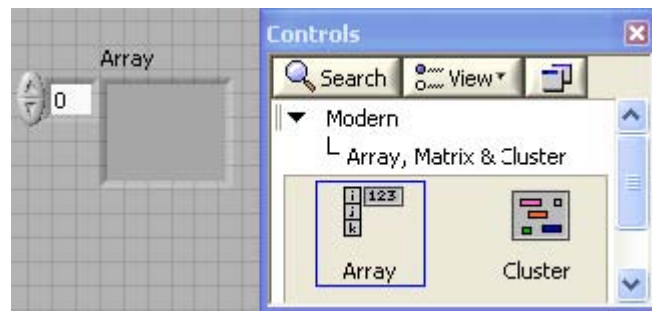 Array
0
Controls
Search View
Modern
Array, Matrix & Cluster
i 123
j
k
Array Cluster